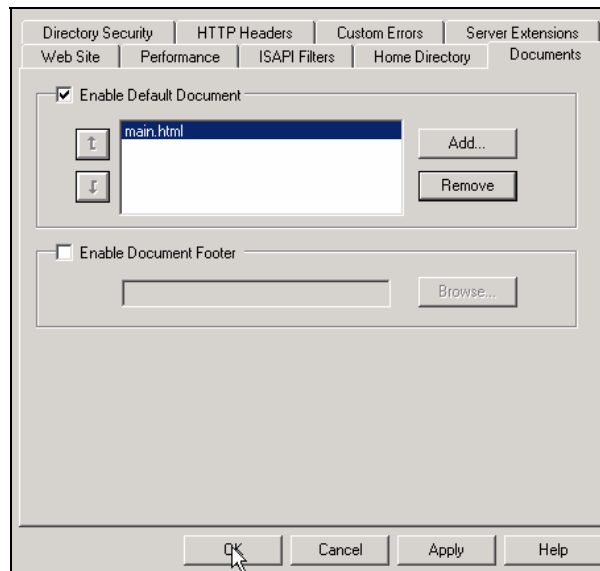 Directory Security HTTP Headers Custom Errors Server Extensions
Web Site Performance ISAPI Filters Home Directory Documents
Enable Default Document
main.html
Add...
Remove
Enable Document Footer
Browse...
OK Cancel Apply Help